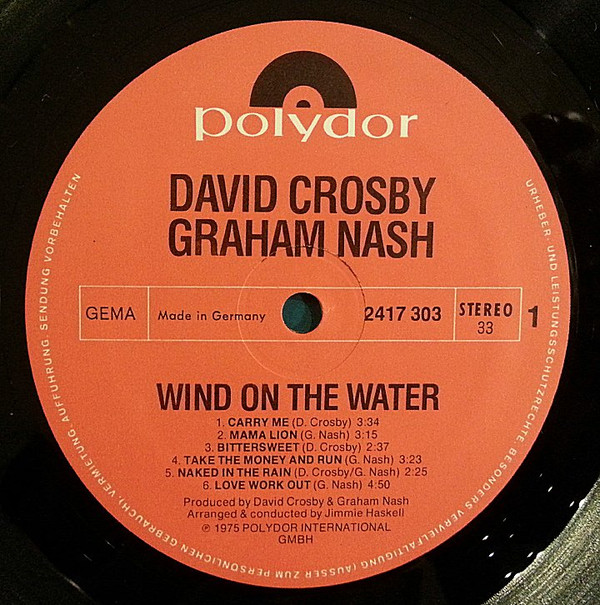 polydor
DAVID CROSBY
GRAHAM NASH
GEMA
Made in Germany
2417 303
STEREO
33
1
WIND ON THE WATER
1. CARRY ME (D. Crosby) 3:34
2. MAMA LION (G. Nash) 3:15
3. BITTERSWEET (D. Crosby) 2:37
4. TAKE THE MONEY AND RUN (G. Nash) 3:23
5. NAKED IN THE RAIN (D. Crosby/G. Nash) 2:25
6. LOVE WORK OUT (G. Nash) 4:50
Produced by David Crosby & Graham Nash
Arranged & conducted by Jimmie Haskell
℗ 1975 POLYDOR INTERNATIONAL
GMBH
URHEBER- UND LEISTUNGSSCHUTZRECHTE, BESONDERS VERVIELFÄLTIGUNG (AUSSER ZUM PERSÖNLICHEN GEBRAUCH), VERMIETUNG, AUFFÜHRUNG, SENDUNG VORBEHALTEN